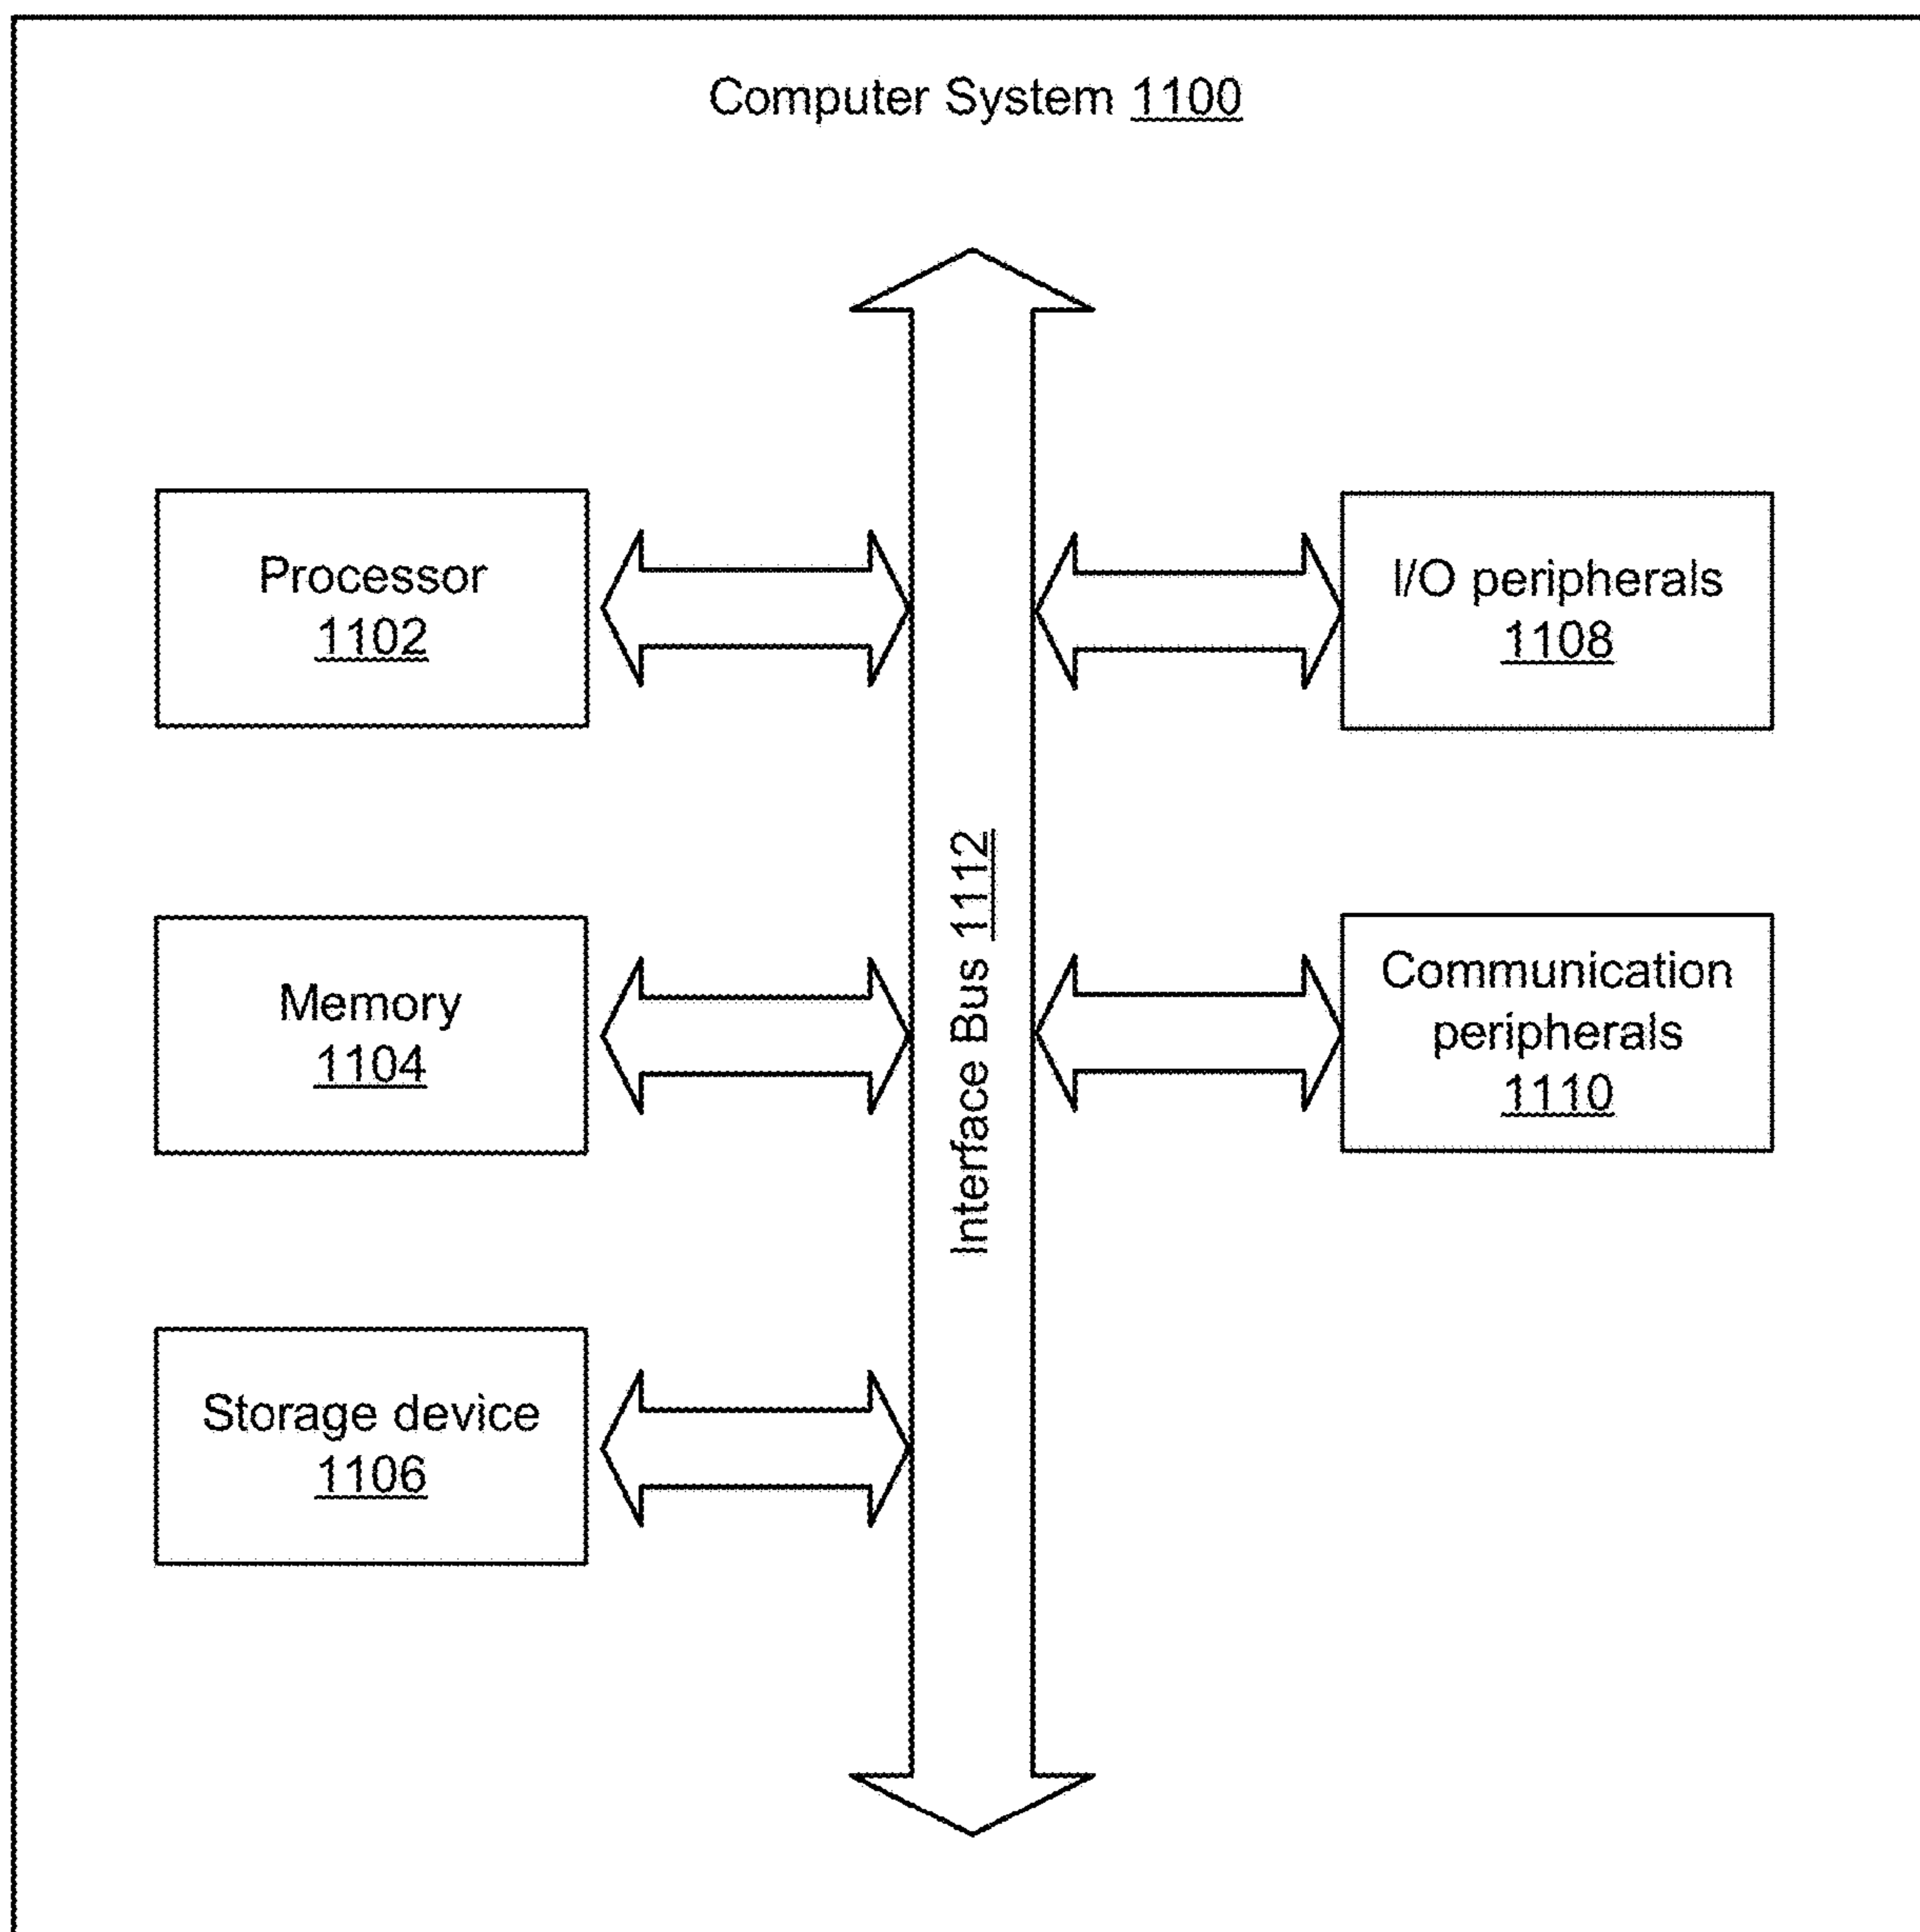 Computer System 1100
Processor
1102
I/O peripherals
1108
Interface Bus 1112
Memory
1104
Communication
peripherals
1110
Storage device
1106